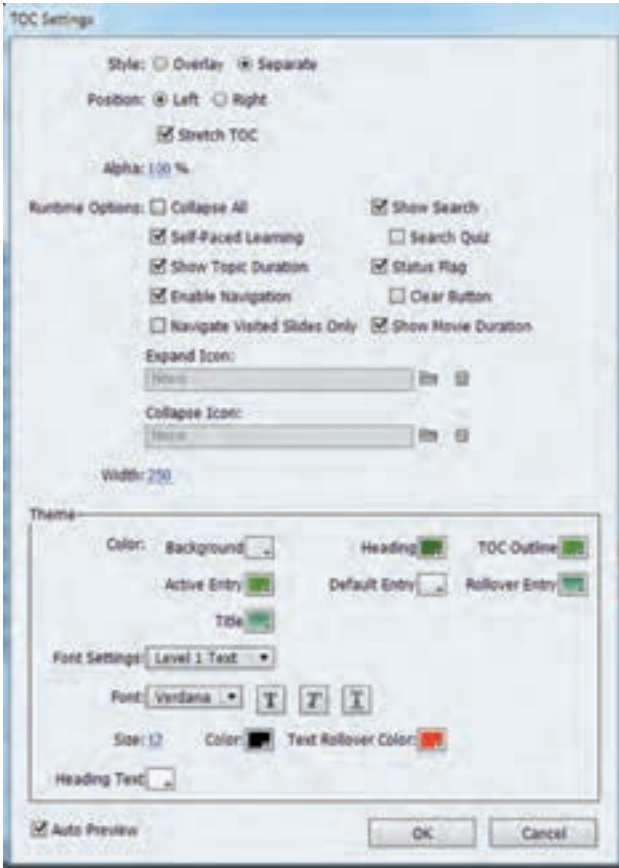 TOC Settings
Style: Overlay Separate
Position: Left Right
Stretch TOC
Alpha: 100 %
Runtime Options: Collapse All Show Search
Self-Paced Learning Search Quiz
Show Topic Duration Status Flag
Enable Navigation Clear Button
Navigate Visited Slides Only Show Movie Duration
Expand Icon:
None
Collapse Icon:
None
Width: 250
Theme
Color: Background Heading TOC Outline
Active Entry Default Entry Rollover Entry
Title
Font Settings: Level 1 Text
Font: Verdana T T T
Size: 12 Color: Text Rollover Color:
Heading Text
Auto Preview OK Cancel